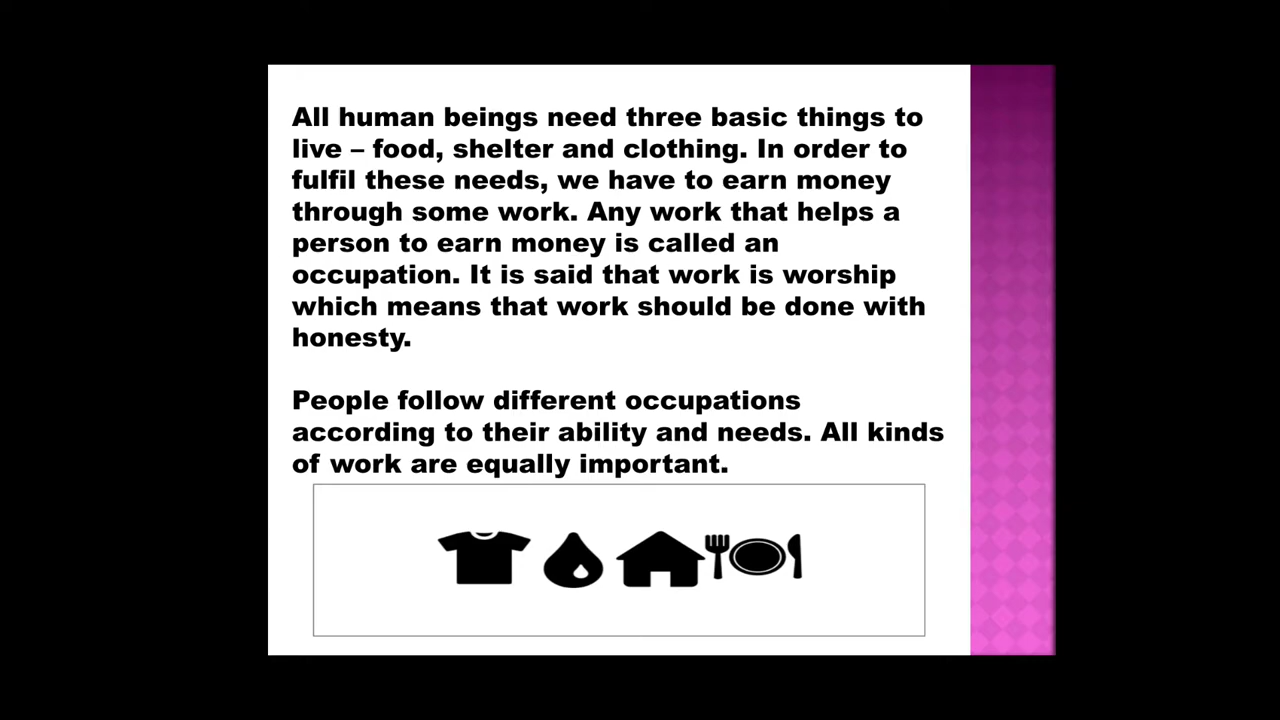 All human beings need three basic things to
live – food, shelter and clothing. In order to
fulfil these needs, we have to earn money
through some work. Any work that helps a
person to earn money is called an
occupation. It is said that work is worship
which means that work should be done with
honesty.
People follow different occupations
according to their ability and needs. All kinds
of work are equally important.